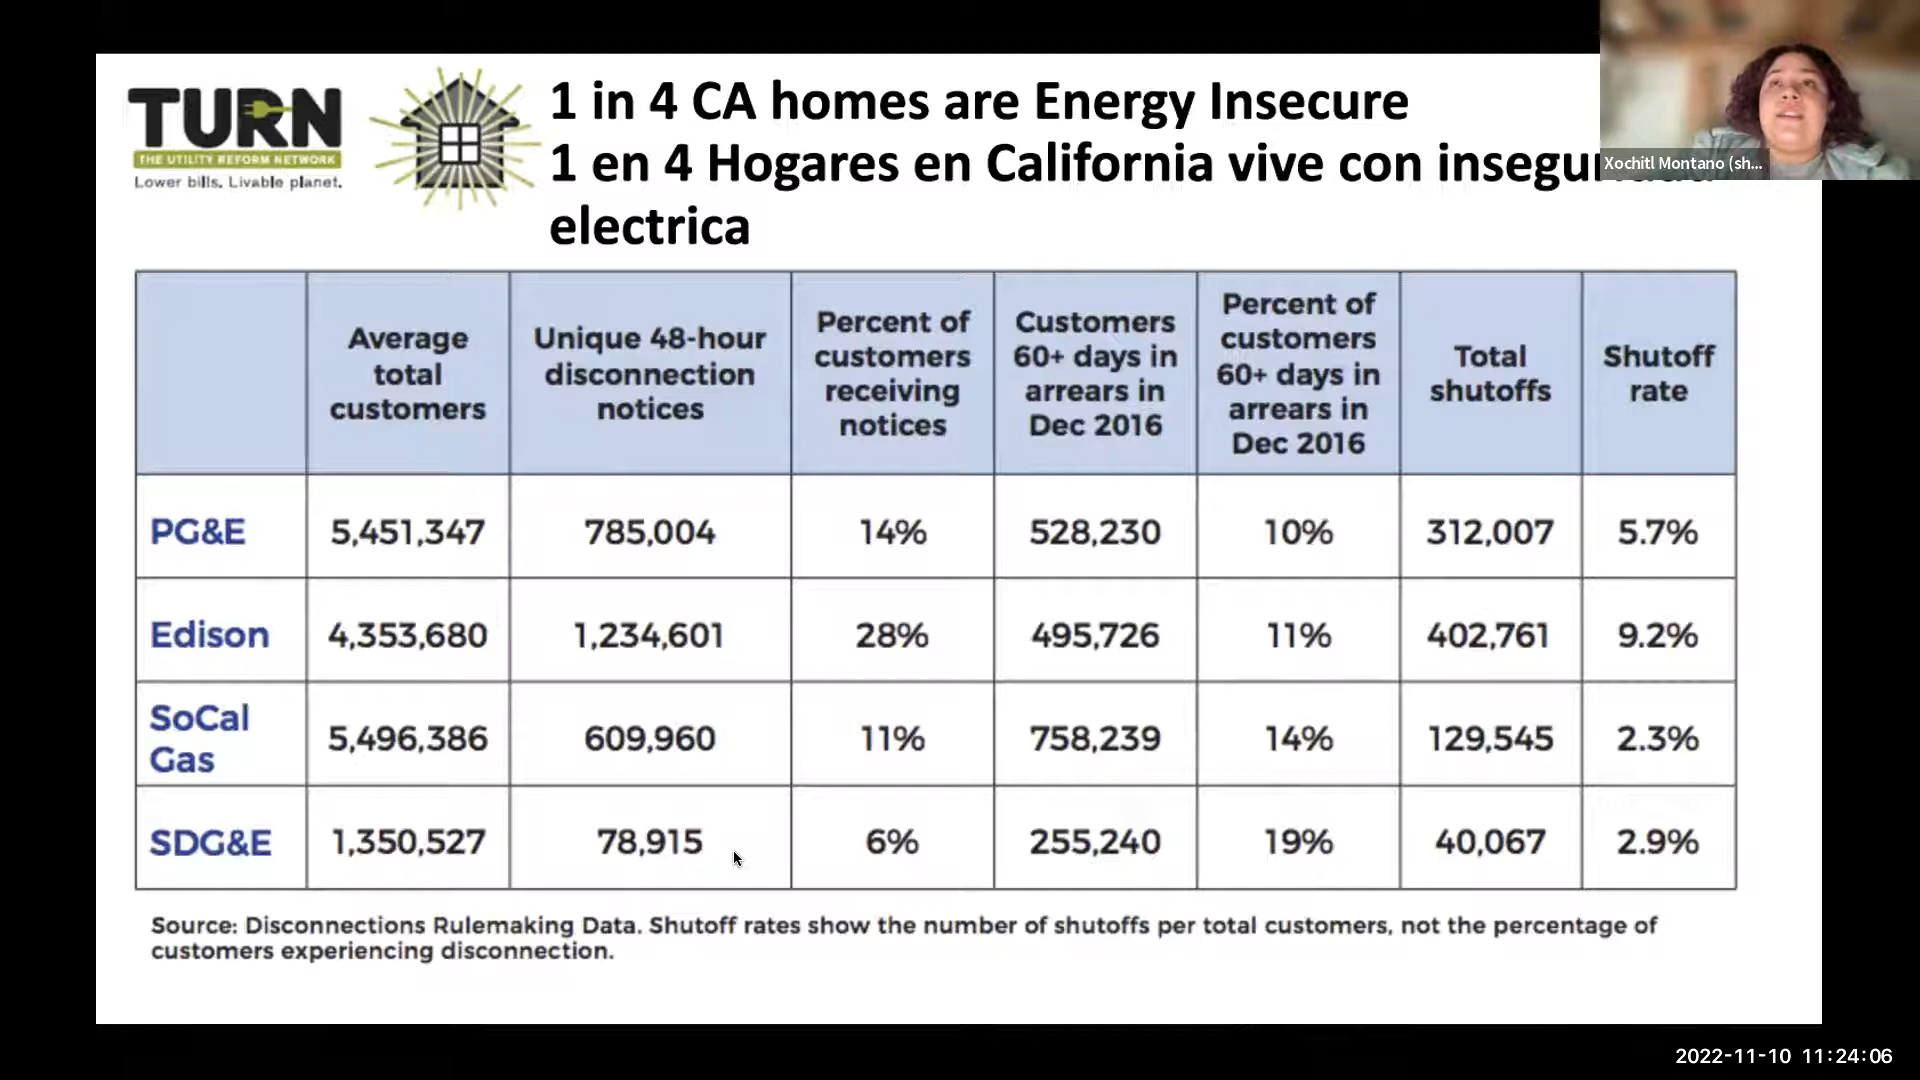 TURN
THE UTILITY REFORM NETWORK
Lower bills. Livable planet.
1 in 4 CA homes are Energy Insecure
1 en 4 Hogares en California vive con
electrica
Xochitl Montano (sh...
Average total customers
Unique 48-hour disconnection notices
Percent of customers receiving notices
Customers 60+ days in arrears in Dec 2016
Percent of customers 60+ days in arrears in Dec 2016
Total shutoffs
Shutoff rate
PG&E 5,451,347 785,004 14% 528,230 10% 312,007 5.7%
Edison 4,353,680 1,234,601 28% 495,726 11% 402,761 9.2%
SoCal Gas 5,496,386 609,960 11% 758,239 14% 129,545 2.3%
SDG&E 1,350,527 78,915 6% 255,240 19% 40,067 2.9%
Source: Disconnections Rulemaking Data. Shutoff rates show the number of shutoffs per total customers, not the percentage of
customers experiencing disconnection.
2022-11-10 11:24:06